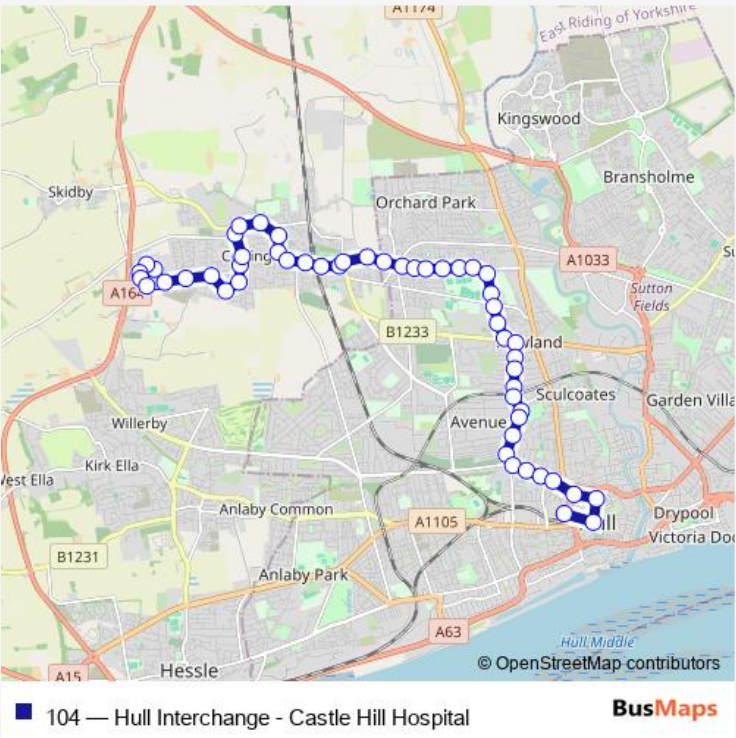 A1174
East Riding of Yorkshire
Kingswood
Bransholme
Skidby
Orchard Park
A1033
Sutton
Fields
A164
B1233
Sculcoates
Garden Villa
Willerby
Avenue
West Ella
Kirk Ella
Anlaby Common
A1105
Drypool
Victoria Doc
B1231
Anlaby Park
A63
Hull Middle
A15
Hessle
© OpenStreetMap contributors
104 — Hull Interchange - Castle Hill Hospital
BusMaps